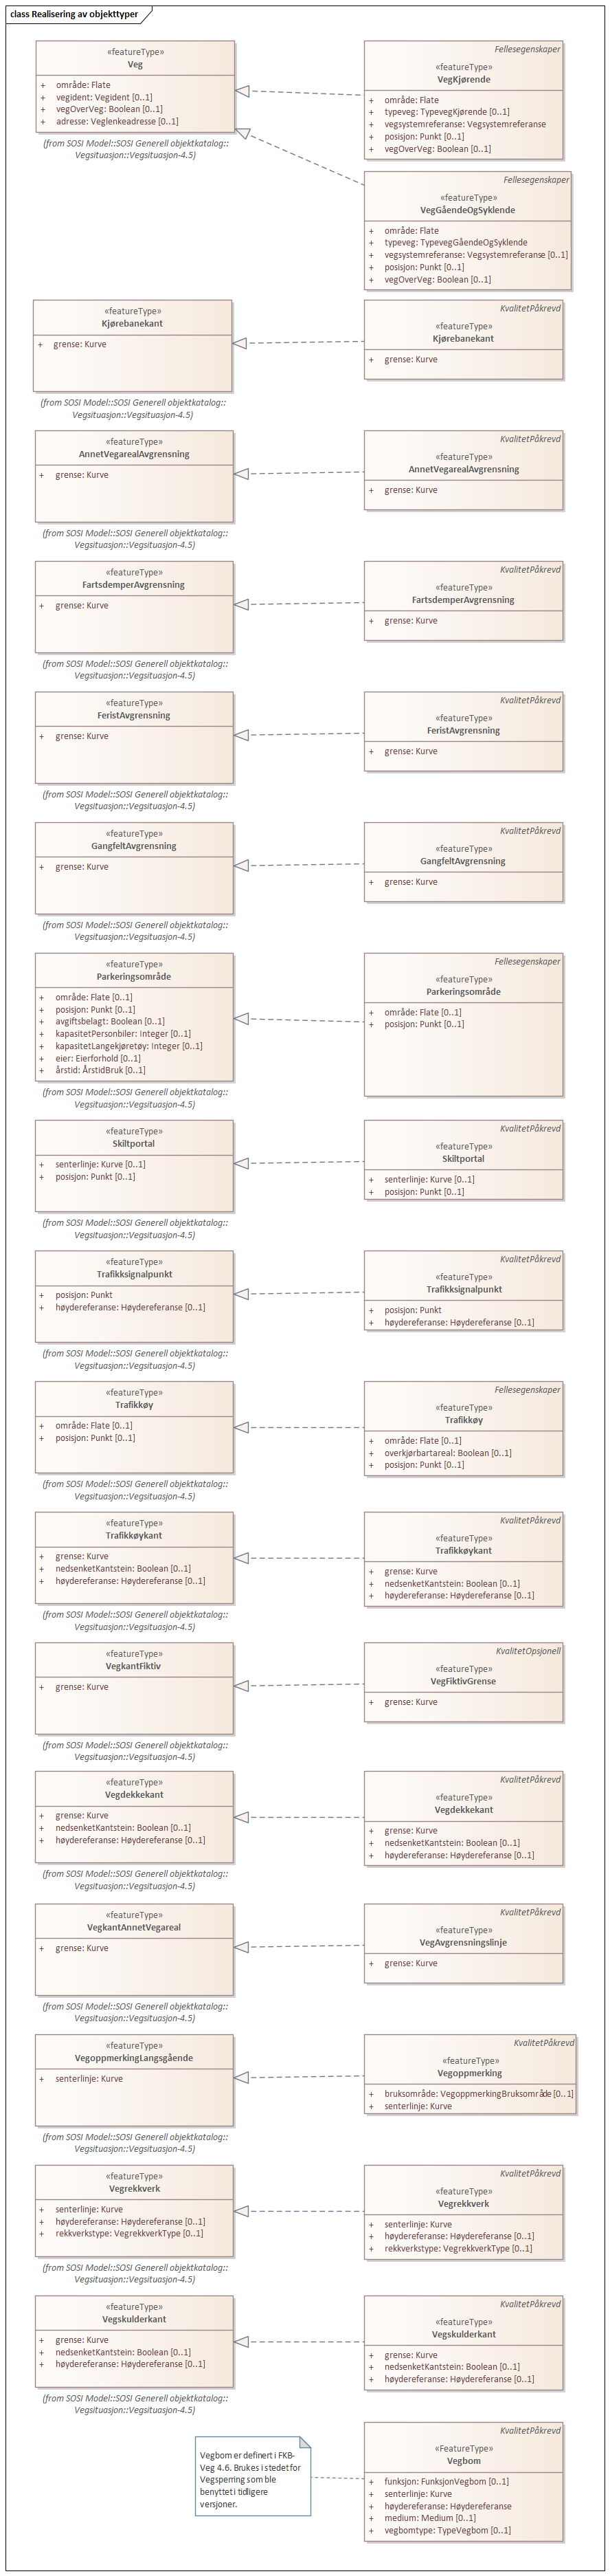 class Realisering av objekttyper
«featureType»
Veg
+ område: Flate
+ vegident: Vegident [0..1]
+ vegOverVeg: Boolean [0..1]
+ adresse: Veglenkeadresse [0..1]
(from SOSI Model::SOSI Generell objektkatalog::
Vegsituasjon::Vegsituasjon-4.5)
Fellesegenskaper
«featureType»
VegKjørende
+ område: Flate
+ typeveg: TypevegKjørende [0..1]
+ vegsystemreferanse: Vegsystemreferanse
+ posisjon: Punkt [0..1]
+ vegOverVeg: Boolean [0..1]
Fellesegenskaper
«featureType»
VegGåendeOgSyklende
+ område: Flate
+ typeveg: TypevegGåendeOgSyklende
+ vegsystemreferanse: Vegsystemreferanse [0..1]
+ posisjon: Punkt [0..1]
+ vegOverVeg: Boolean [0..1]
«featureType»
Kjørebanekant
+ grense: Kurve
(from SOSI Model::SOSI Generell objektkatalog::
Vegsituasjon::Vegsituasjon-4.5)
KvalitetPåkrevd
«featureType»
Kjørebanekant
+ grense: Kurve
«featureType»
AnnetVegarealAvgrensning
+ grense: Kurve
(from SOSI Model::SOSI Generell objektkatalog::
Vegsituasjon::Vegsituasjon-4.5)
KvalitetPåkrevd
«featureType»
AnnetVegarealAvgrensning
+ grense: Kurve
«featureType»
FartsdemperAvgrensning
+ grense: Kurve
(from SOSI Model::SOSI Generell objektkatalog::
Vegsituasjon::Vegsituasjon-4.5)
KvalitetPåkrevd
«featureType»
FartsdemperAvgrensning
+ grense: Kurve
«featureType»
FeristAvgrensning
+ grense: Kurve
(from SOSI Model::SOSI Generell objektkatalog::
Vegsituasjon::Vegsituasjon-4.5)
KvalitetPåkrevd
«featureType»
FeristAvgrensning
+ grense: Kurve
«featureType»
GangfeltAvgrensning
+ grense: Kurve
(from SOSI Model::SOSI Generell objektkatalog::
Vegsituasjon::Vegsituasjon-4.5)
KvalitetPåkrevd
«featureType»
GangfeltAvgrensning
+ grense: Kurve
«featureType»
Parkeringsområde
+ område: Flate [0..1]
+ posisjon: Punkt [0..1]
+ avgiftsbelagt: Boolean [0..1]
+ kapasitetPersonbiler: Integer [0..1]
+ kapasitetLangekjøretøy: Integer [0..1]
+ eier: Eierforhold [0..1]
+ årstid: ÅrstidBruk [0..1]
(from SOSI Model::SOSI Generell objektkatalog::
Vegsituasjon::Vegsituasjon-4.5)
Fellesegenskaper
«featureType»
Parkeringsområde
+ område: Flate [0..1]
+ posisjon: Punkt [0..1]
«featureType»
Skiltportal
+ senterlinje: Kurve [0..1]
+ posisjon: Punkt [0..1]
(from SOSI Model::SOSI Generell objektkatalog::
Vegsituasjon::Vegsituasjon-4.5)
KvalitetPåkrevd
«featureType»
Skiltportal
+ senterlinje: Kurve [0..1]
+ posisjon: Punkt [0..1]
«featureType»
Trafikksignalpunkt
+ posisjon: Punkt
+ høydereferanse: Høydereferanse [0..1]
(from SOSI Model::SOSI Generell objektkatalog::
Vegsituasjon::Vegsituasjon-4.5)
KvalitetPåkrevd
«featureType»
Trafikksignalpunkt
+ posisjon: Punkt
+ høydereferanse: Høydereferanse [0..1]
«featureType»
Trafikkøy
+ område: Flate [0..1]
+ posisjon: Punkt [0..1]
(from SOSI Model::SOSI Generell objektkatalog::
Vegsituasjon::Vegsituasjon-4.5)
Fellesegenskaper
«featureType»
Trafikkøy
+ område: Flate [0..1]
+ overkjørbartareal: Boolean [0..1]
+ posisjon: Punkt [0..1]
«featureType»
Trafikkøykant
+ grense: Kurve
+ nedsenketKantstein: Boolean [0..1]
+ høydereferanse: Høydereferanse [0..1]
(from SOSI Model::SOSI Generell objektkatalog::
Vegsituasjon::Vegsituasjon-4.5)
KvalitetPåkrevd
«featureType»
Trafikkøykant
+ grense: Kurve
+ nedsenketKantstein: Boolean [0..1]
+ høydereferanse: Høydereferanse [0..1]
«featureType»
VegkantFiktiv
+ grense: Kurve
(from SOSI Model::SOSI Generell objektkatalog::
Vegsituasjon::Vegsituasjon-4.5)
KvalitetOpsjonell
«featureType»
VegFiktivGrense
+ grense: Kurve
«featureType»
Vegdekkekant
+ grense: Kurve
+ nedsenketKantstein: Boolean [0..1]
+ høydereferanse: Høydereferanse [0..1]
(from SOSI Model::SOSI Generell objektkatalog::
Vegsituasjon::Vegsituasjon-4.5)
KvalitetPåkrevd
«featureType»
Vegdekkekant
+ grense: Kurve
+ nedsenketKantstein: Boolean [0..1]
+ høydereferanse: Høydereferanse [0..1]
«featureType»
VegkantAnnetVegareal
+ grense: Kurve
(from SOSI Model::SOSI Generell objektkatalog::
Vegsituasjon::Vegsituasjon-4.5)
KvalitetPåkrevd
«featureType»
VegAvgrensningslinje
+ grense: Kurve
«featureType»
VegoppmerkingLangsgående
+ senterlinje: Kurve
(from SOSI Model::SOSI Generell objektkatalog::
Vegsituasjon::Vegsituasjon-4.5)
KvalitetPåkrevd
«featureType»
Vegoppmerking
+ bruksområde: VegoppmerkingBruksområde [0..1]
+ senterlinje: Kurve
«featureType»
Vegrekkverk
+ senterlinje: Kurve
+ høydereferanse: Høydereferanse [0..1]
+ rekkverkstype: VegrekkverkType [0..1]
(from SOSI Model::SOSI Generell objektkatalog::
Vegsituasjon::Vegsituasjon-4.5)
KvalitetPåkrevd
«featureType»
Vegrekkverk
+ senterlinje: Kurve
+ høydereferanse: Høydereferanse [0..1]
+ rekkverkstype: VegrekkverkType [0..1]
«featureType»
Vegskulderkant
+ grense: Kurve
+ nedsenketKantstein: Boolean [0..1]
+ høydereferanse: Høydereferanse [0..1]
(from SOSI Model::SOSI Generell objektkatalog::
Vegsituasjon::Vegsituasjon-4.5)
KvalitetPåkrevd
«featureType»
Vegskulderkant
+ grense: Kurve
+ nedsenketKantstein: Boolean [0..1]
+ høydereferanse: Høydereferanse [0..1]
Vegbom er definert i FKB-
Veg 4.6. Brukes i stedet for
Vegsperring som ble
benyttet i tidligere
versjoner.
KvalitetPåkrevd
«FeatureType»
Vegbom
+ funksjon: FunksjonVegbom [0..1]
+ senterlinje: Kurve
+ høydereferanse: Høydereferanse
+ medium: Medium [0..1]
+ vegbomtype: TypeVegbom [0..1]